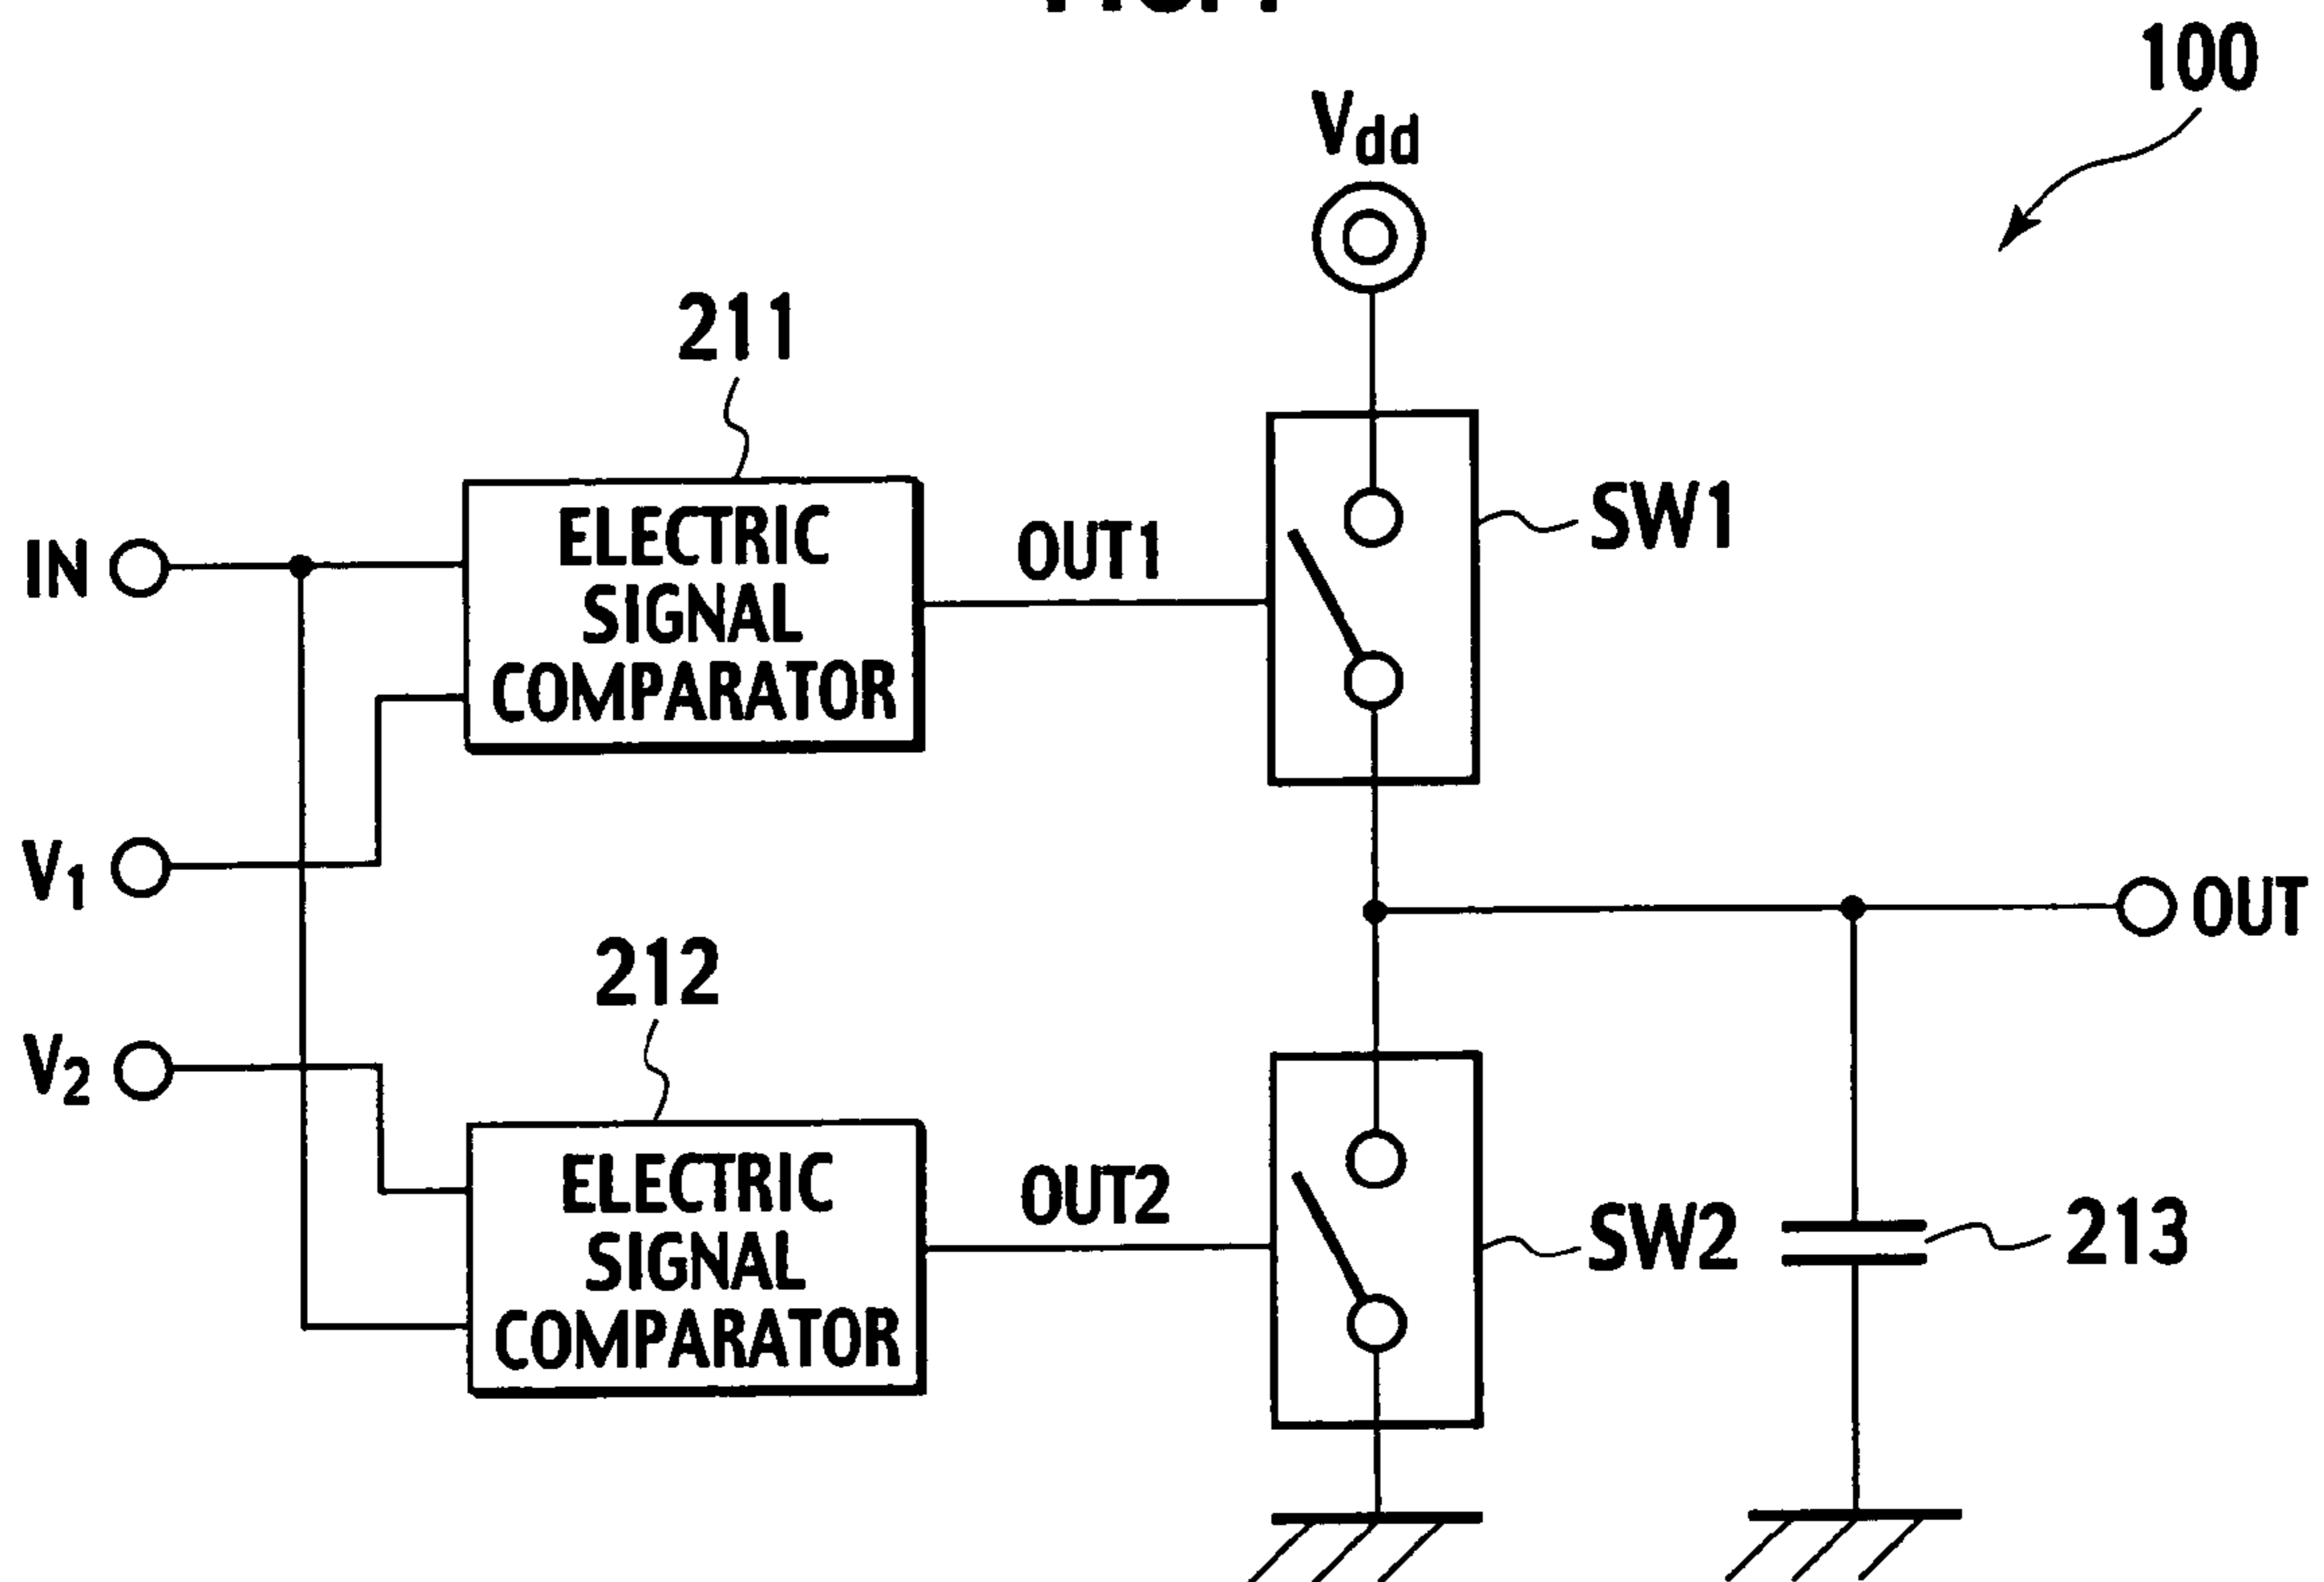 100
Vdd
211
ELECTRIC
SIGNAL
COMPARATOR
IN
OUT1
SW1
V1
OUT
212
V2
ELECTRIC
SIGNAL
COMPARATOR
OUT2
SW2
213